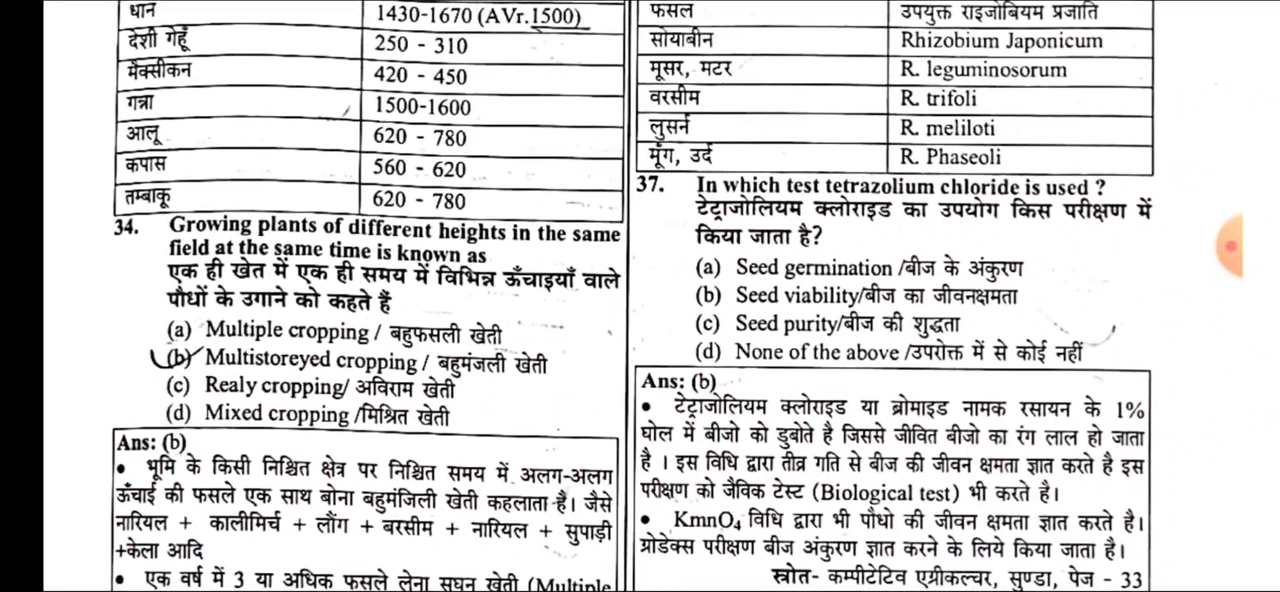 धान 1430-1670 (AVr.1500)
देशी गेहूँ 250 - 310
मैक्सीकन 420 - 450
गन्ना 1500-1600
आलू 620 - 780
कपास 560 - 620
तम्बाकू 620 - 780
34. Growing plants of different heights in the same
field at the same time is known as
एक ही खेत में एक ही समय में विभिन्न ऊँचाइयाँ वाले
पौधों के उगाने को कहते हैं
(a) Multiple cropping / बहुफसली खेती
(b) Multistoreyed cropping / बहुमंजली खेती
(c) Realy cropping/ अविराम खेती
(d) Mixed cropping /मिश्रित खेती
Ans: (b)
• भूमि के किसी निश्चित क्षेत्र पर निश्चित समय में अलग-अलग
ऊँचाई की फसले एक साथ बोना बहुमंजिली खेती कहलाता है। जैसे
नारियल + कालीमिर्च + लौंग + बरसीम + नारियल + सुपाड़ी
+केला आदि
• एक वर्ष में 3 या अधिक फसले लेना सघन खेती (Multiple
फसल उपयुक्त राइजोबियम प्रजाति
सोयाबीन Rhizobium Japonicum
मूसर, मटर R. leguminosorum
वरसीम R. trifoli
लुसर्न R. meliloti
मूँग, उर्द R. Phaseoli
37. In which test tetrazolium chloride is used ?
टेट्राजोलियम क्लोराइड का उपयोग किस परीक्षण में
किया जाता है?
(a) Seed germination /बीज के अंकुरण
(b) Seed viability/बीज का जीवनक्षमता
(c) Seed purity/बीज की शुद्धता
(d) None of the above /उपरोक्त में से कोई नहीं
Ans: (b)
• टेट्राजोलियम क्लोराइड या ब्रोमाइड नामक रसायन के 1%
घोल में बीजो को डुबोते है जिससे जीवित बीजो का रंग लाल हो जाता
है । इस विधि द्वारा तीव्र गति से बीज की जीवन क्षमता ज्ञात करते है इस
परीक्षण को जैविक टेस्ट (Biological test) भी करते है।
• KmnO₄ विधि द्वारा भी पौधो की जीवन क्षमता ज्ञात करते है।
ग्रोडेक्स परीक्षण बीज अंकुरण ज्ञात करने के लिये किया जाता है।
स्रोत- कम्पीटेटिव एग्रीकल्चर, सुण्डा, पेज - 33